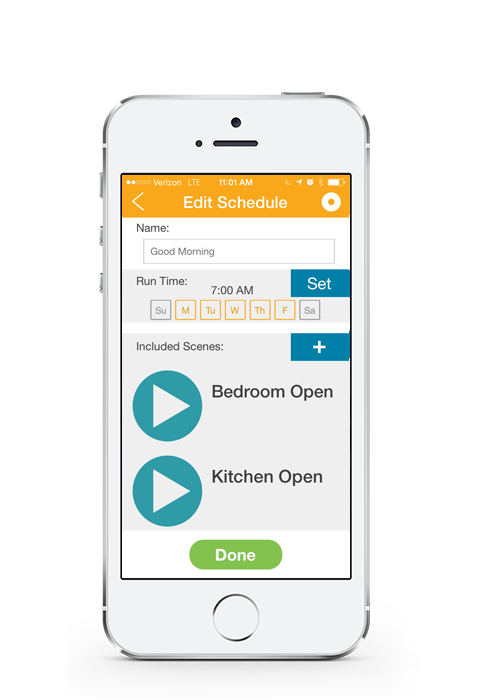 Verizon LTE 11:01 AM
Edit Schedule
Name:
Good Morning
Run Time:
7:00 AM
Set
Su M Tu W Th F Sa
Included Scenes:
+
Bedroom Open
Kitchen Open
Done